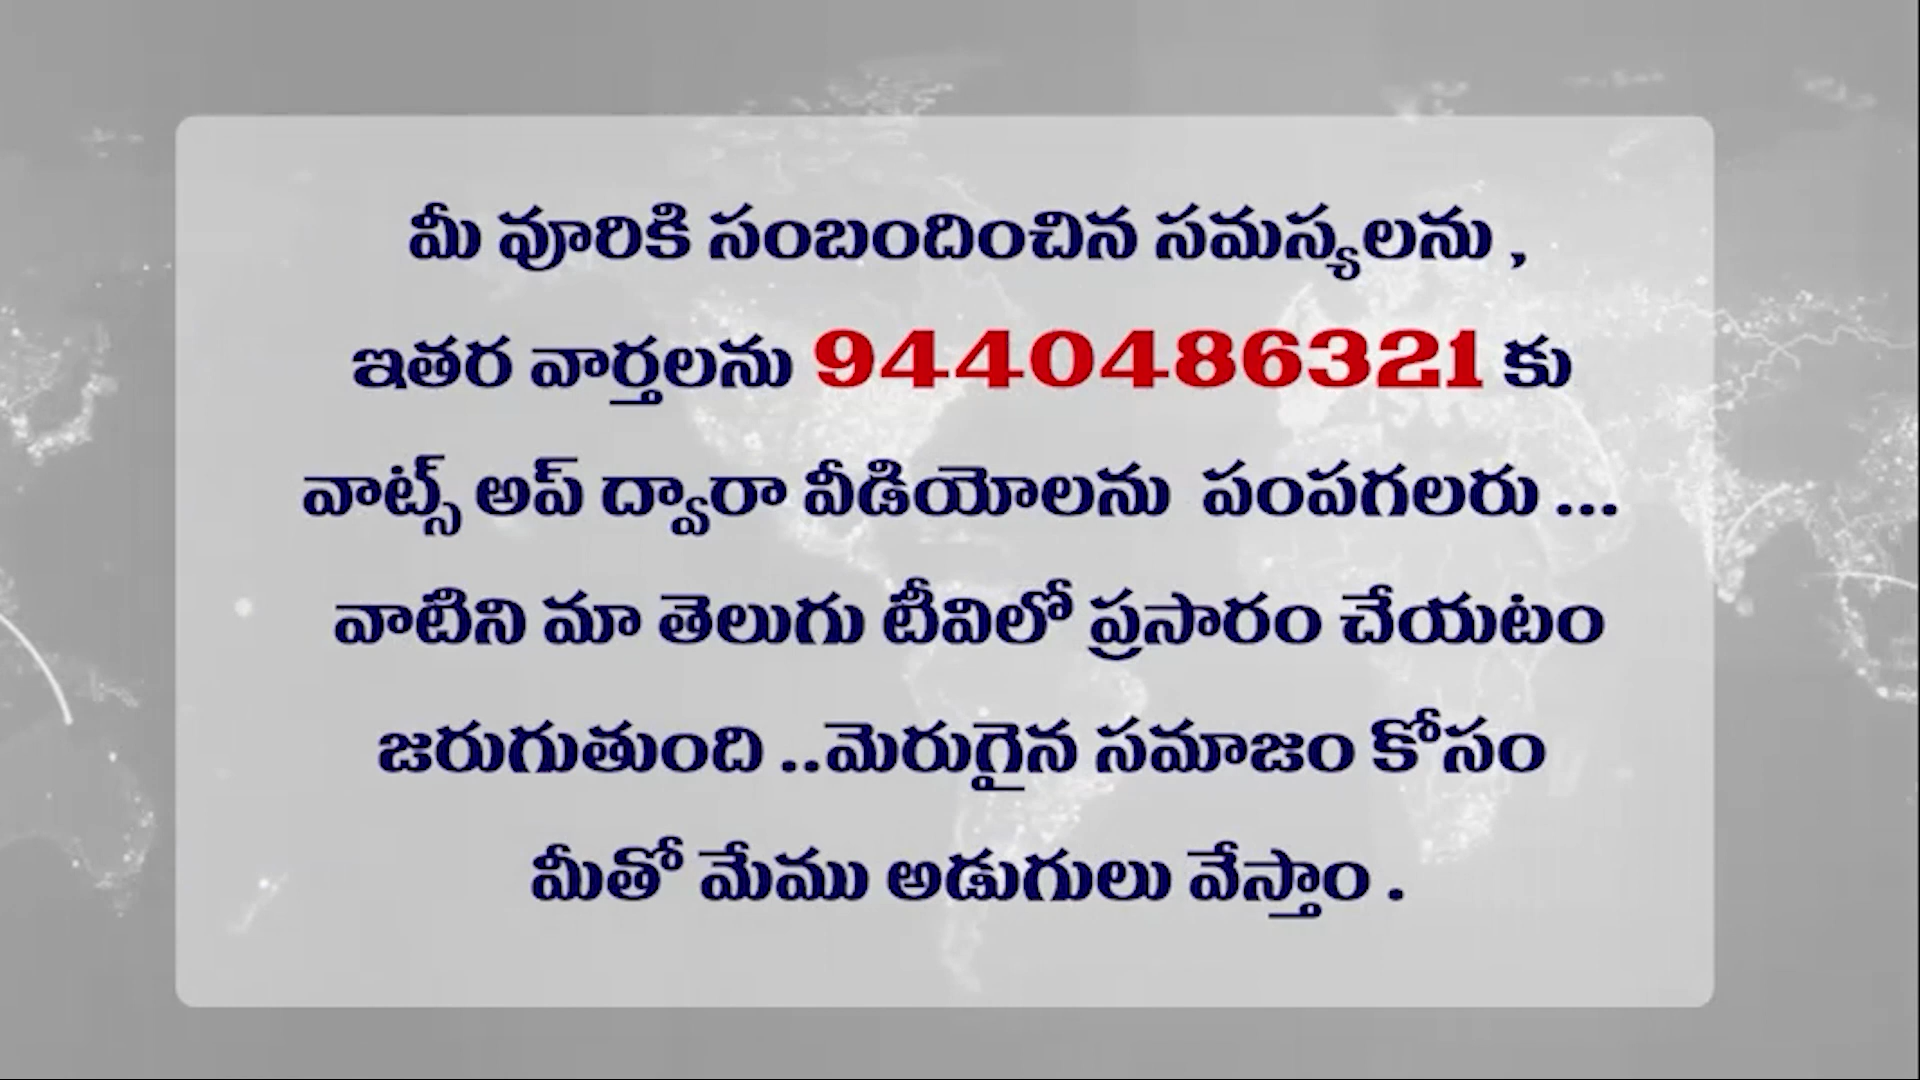 మీ వూరికి సంబందించిన సమస్యలను ,
ఇతర వార్తలను 9440486321 కు
వాట్స్ అప్ ద్వారా వీడియోలను పంపగలరు ...
వాటిని మా తెలుగు టీవిలో ప్రసారం చేయటం
జరుగుతుంది ..మెరుగైన సమాజం కోసం
మీతో మేము అడుగులు వేస్తాం .